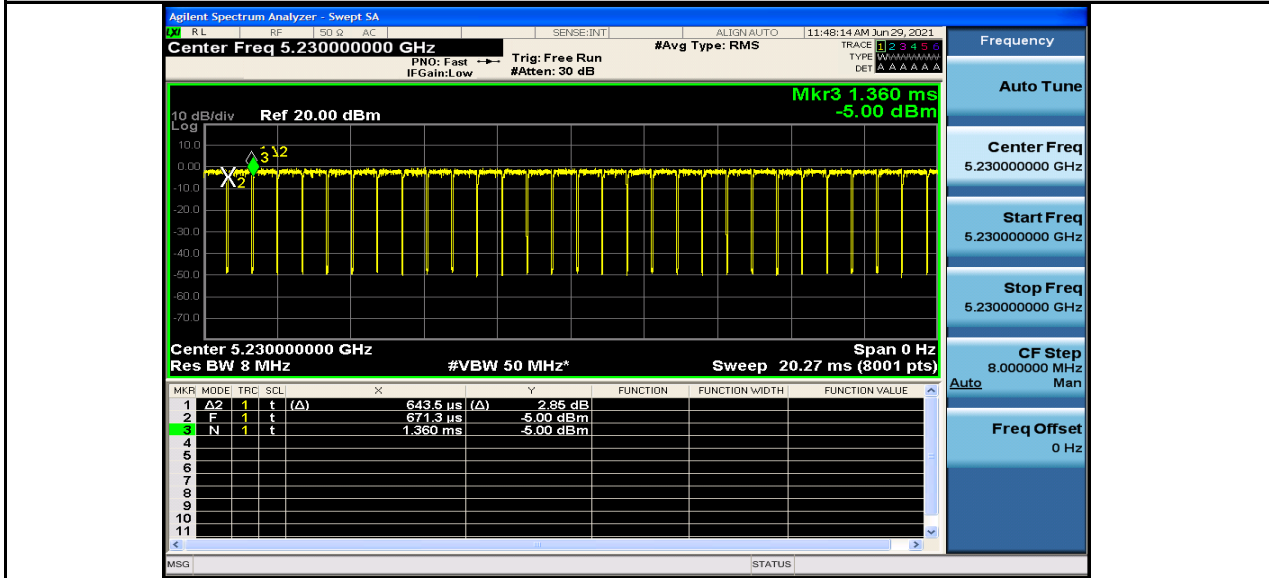 Agilent Spectrum Analyzer - Swept SA
LXI RL RF 50 Ω AC SENSE:INT ALIGN AUTO 11:48:14 AM Jun 29, 2021
Center Freq 5.230000000 GHz #Avg Type: RMS TRACE 1 2 3 4 5 6
PNO: Fast Trig: Free Run TYPE WWWWWW
IFGain:Low #Atten: 30 dB DET A A A A A A
Mkr3 1.360 ms
10 dB/div Ref 20.00 dBm -5.00 dBm
Log
10.0
0.00
-10.0
-20.0
-30.0
-40.0
-50.0
-60.0
-70.0
3 Δ2
X2
Center 5.230000000 GHz Span 0 Hz
Res BW 8 MHz #VBW 50 MHz* Sweep 20.27 ms (8001 pts)
MKR MODE TRC SCL X Y FUNCTION FUNCTION WIDTH FUNCTION VALUE
1 Δ2 1 t (Δ) 643.5 µs (Δ) 2.85 dB
2 F 1 t 671.3 µs -5.00 dBm
3 N 1 t 1.360 ms -5.00 dBm
4
5
6
7
8
9
10
11
MSG STATUS
Frequency
Auto Tune
Center Freq
5.230000000 GHz
Start Freq
5.230000000 GHz
Stop Freq
5.230000000 GHz
CF Step
8.000000 MHz
Auto Man
Freq Offset
0 Hz